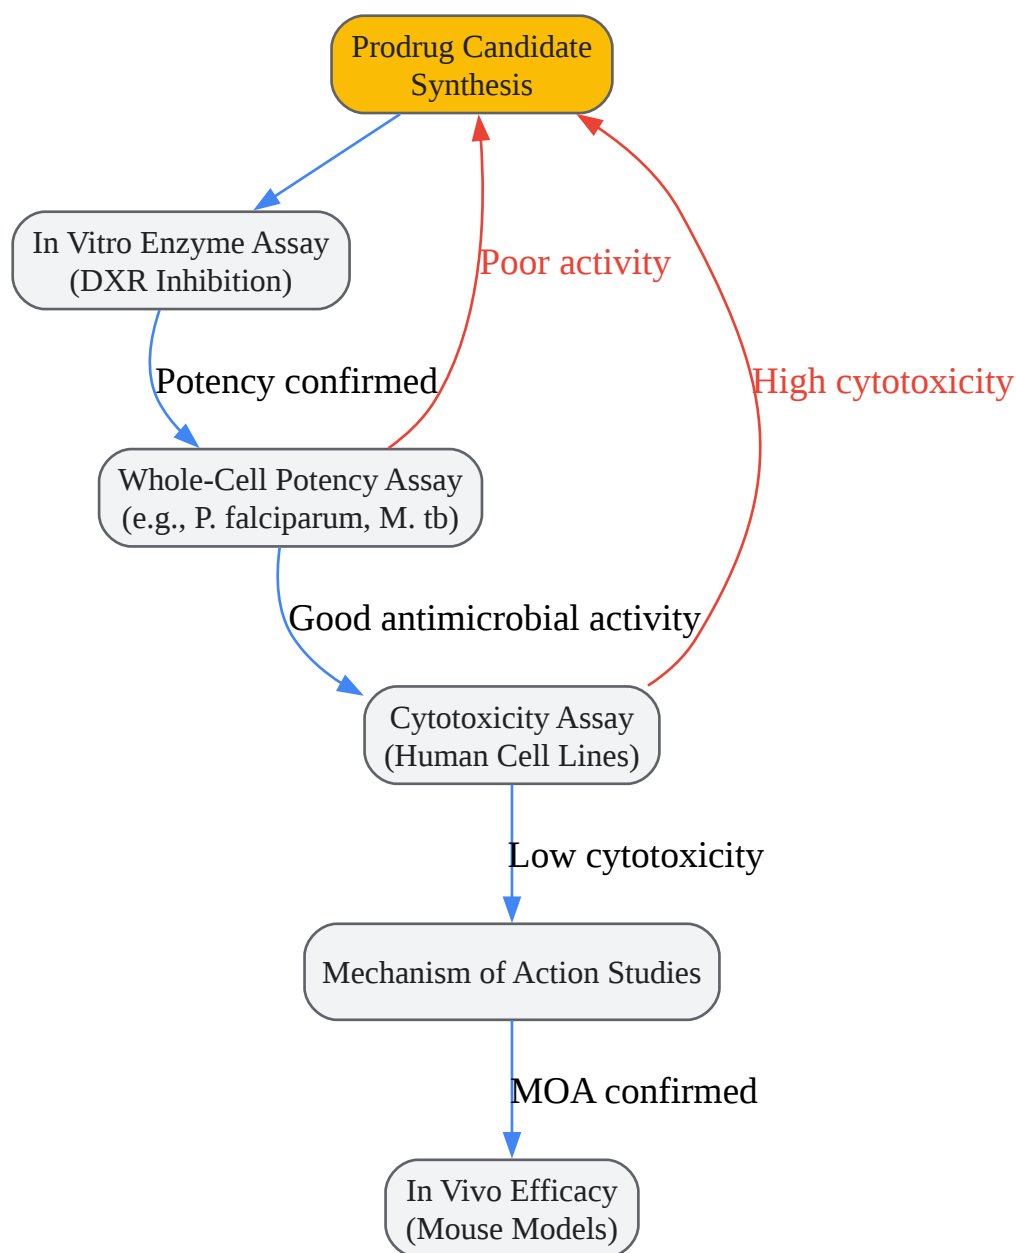 Prodrug Candidate
Synthesis
In Vitro Enzyme Assay
(DXR Inhibition)
Poor activity
Potency confirmed
High cytotoxicity
Whole-Cell Potency Assay
(e.g., P. falciparum, M. tb)
Good antimicrobial activity
Cytotoxicity Assay
(Human Cell Lines)
Low cytotoxicity
Mechanism of Action Studies
MOA confirmed
In Vivo Efficacy
(Mouse Models)